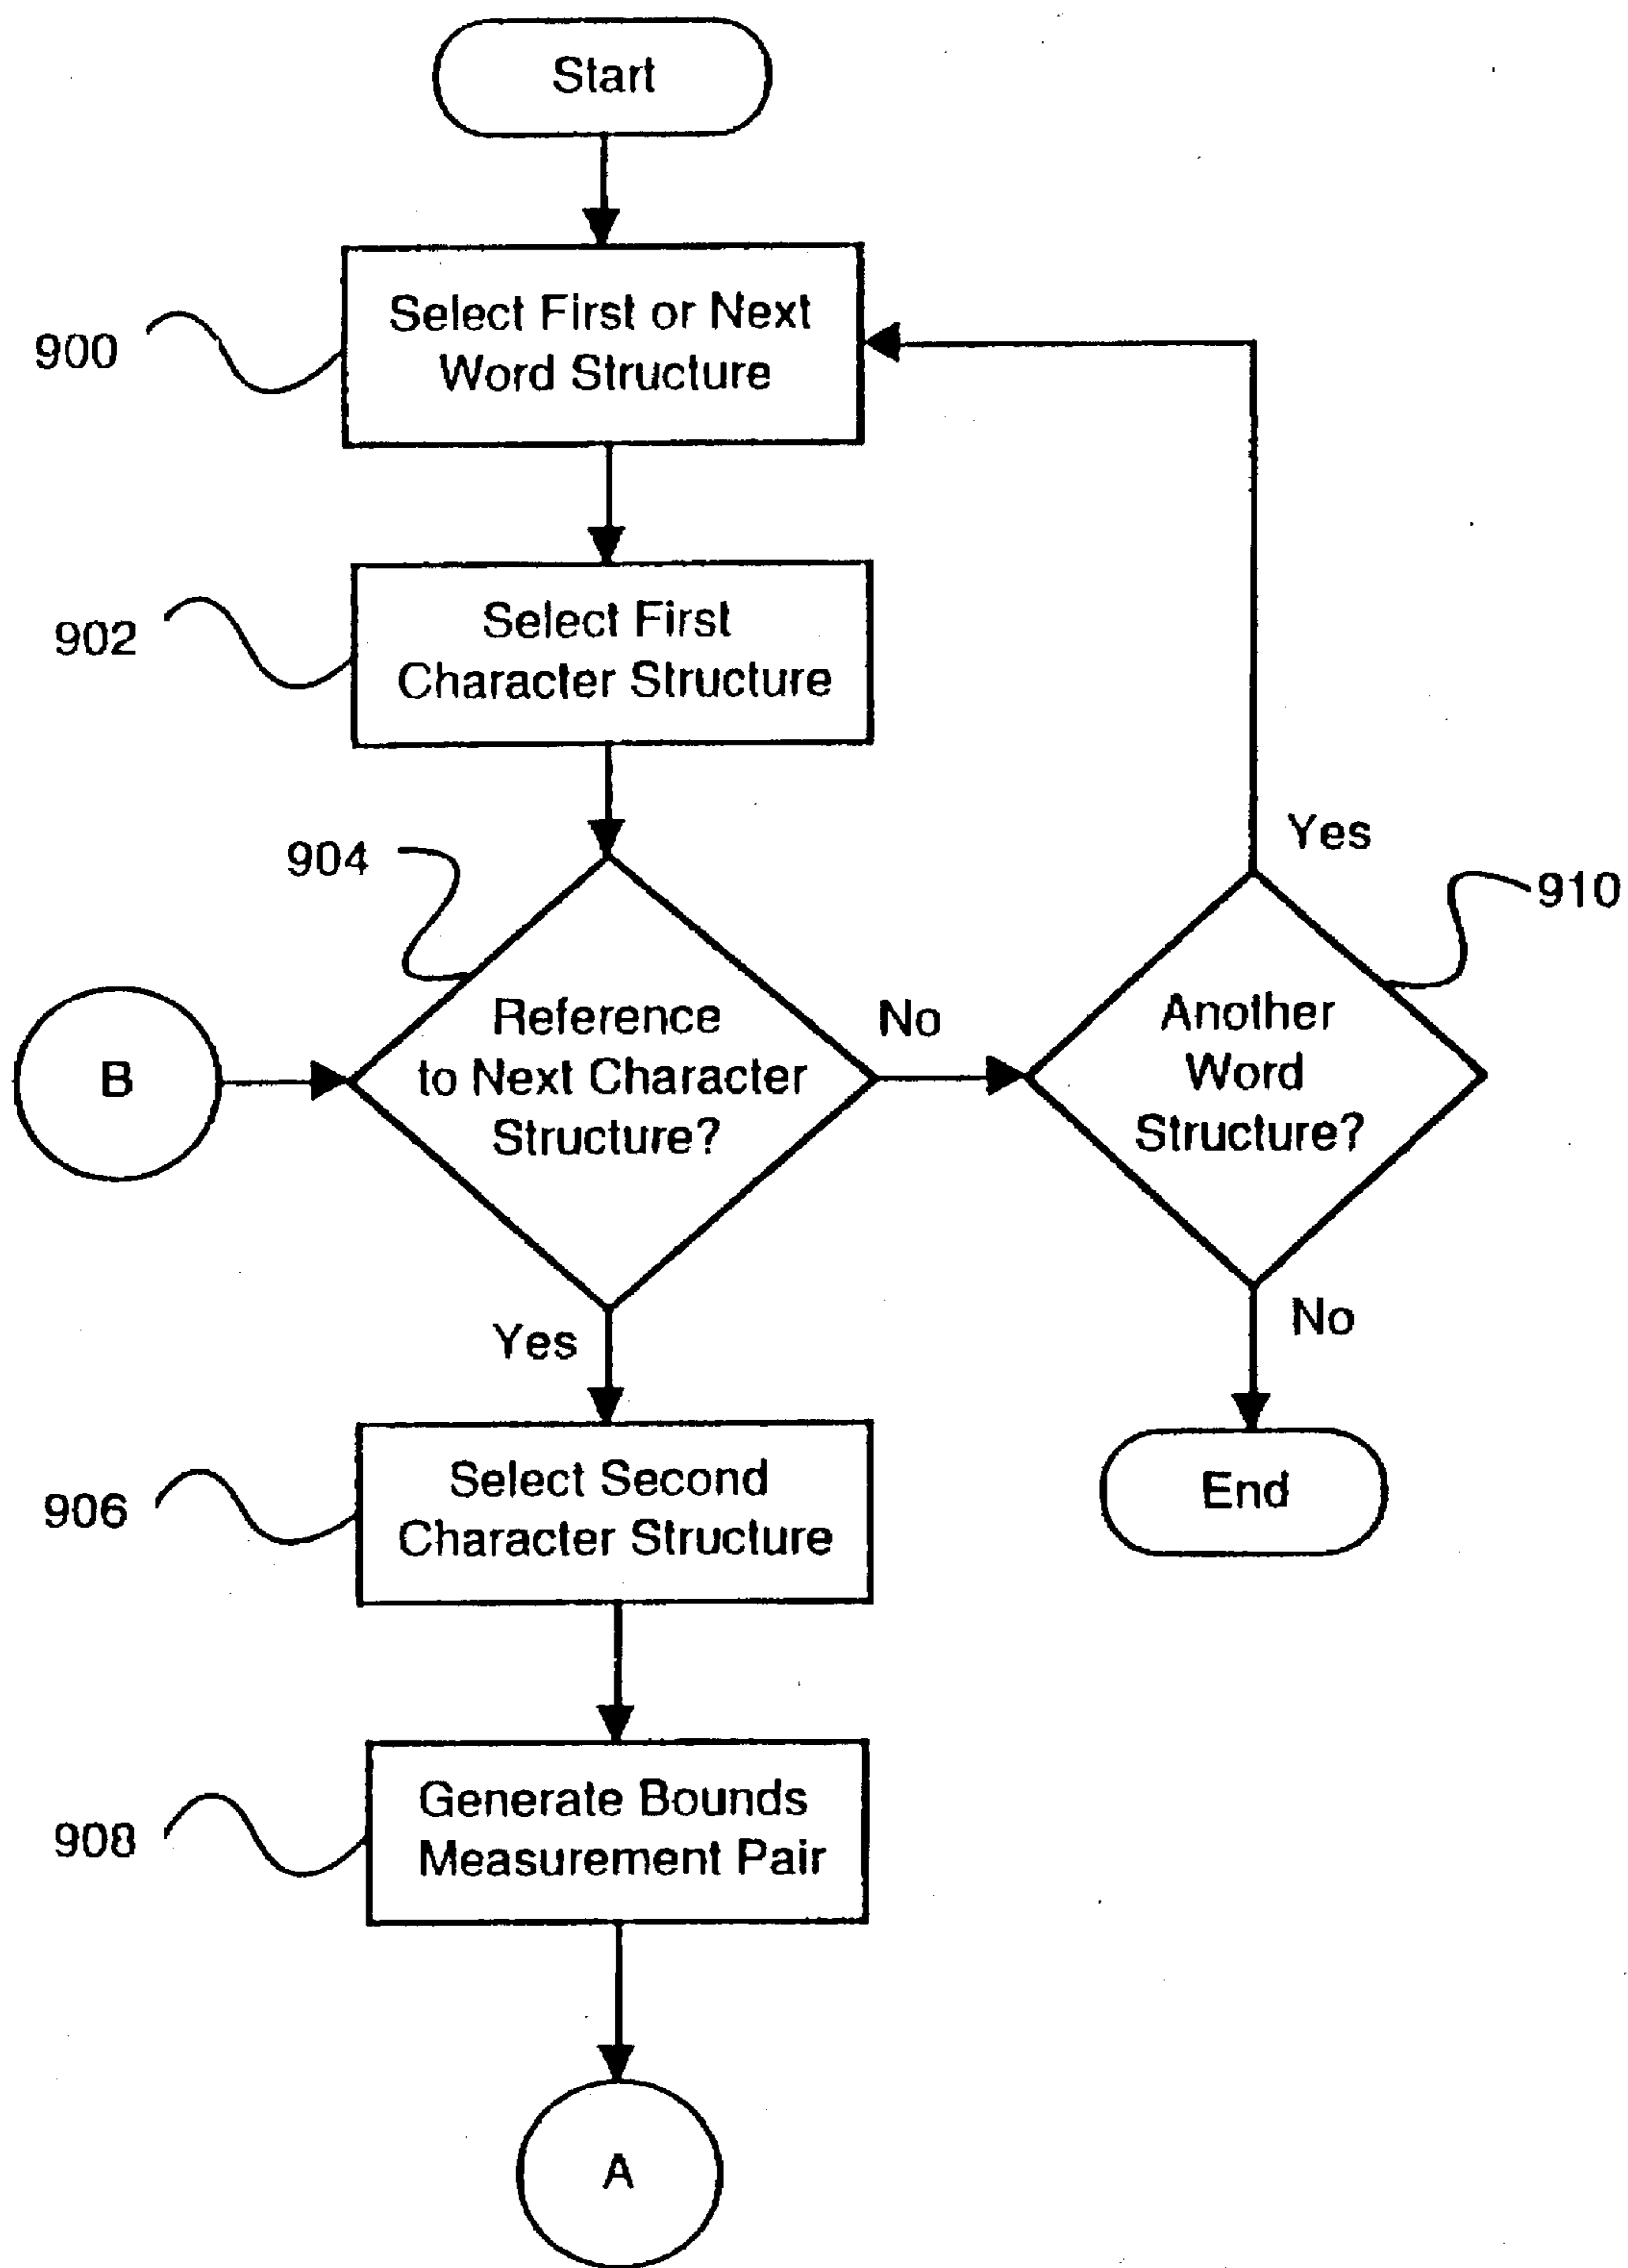 Start
900
Select First or Next
Word Structure
902
Select First
Character Structure
904
Reference
to Next Character
Structure?
B
No
Yes
910
Another
Word
Structure?
Yes
No
End
906
Select Second
Character Structure
908
Generate Bounds
Measurement Pair
A